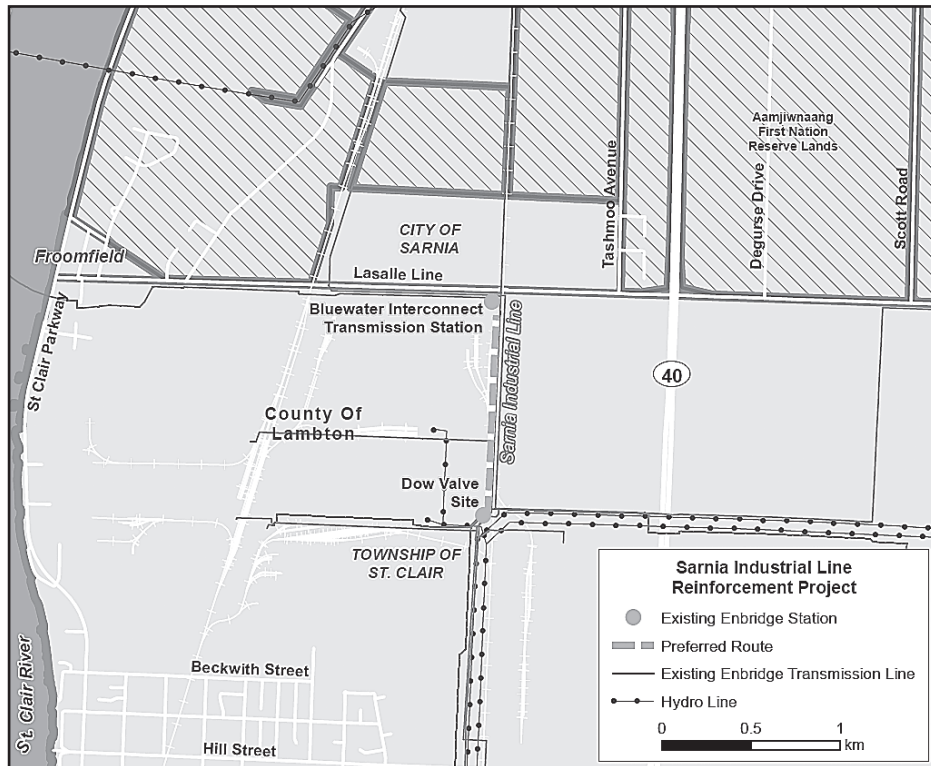 Aamjiwnaang
First Nation
Reserve Lands
Tashmoo Avenue
Degurse Drive
Scott Road
CITY OF
SARNIA
Froomfield
Lasalle Line
Bluewater Interconnect
Transmission Station
St Clair Parkway
Sarnia Industrial Line
40
County Of
Lambton
Dow Valve
Site
TOWNSHIP OF
ST. CLAIR
St. Clair River
Beckwith Street
Hill Street
Sarnia Industrial Line
Reinforcement Project
Existing Enbridge Station
Preferred Route
Existing Enbridge Transmission Line
Hydro Line
0 0.5 1
km